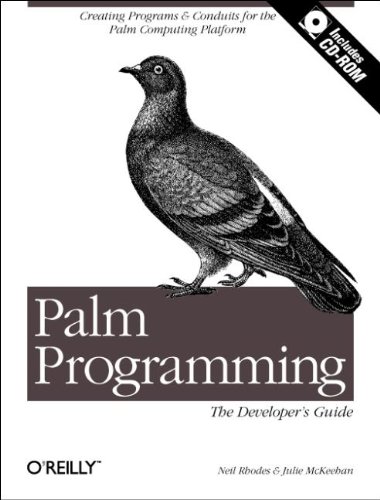 Creating Programs & Conduits for the
Palm Computing Platform
Includes
CD-ROM
Palm
Programming
The Developer's Guide
O'REILLY™
Neil Rhodes & Julie McKeehan